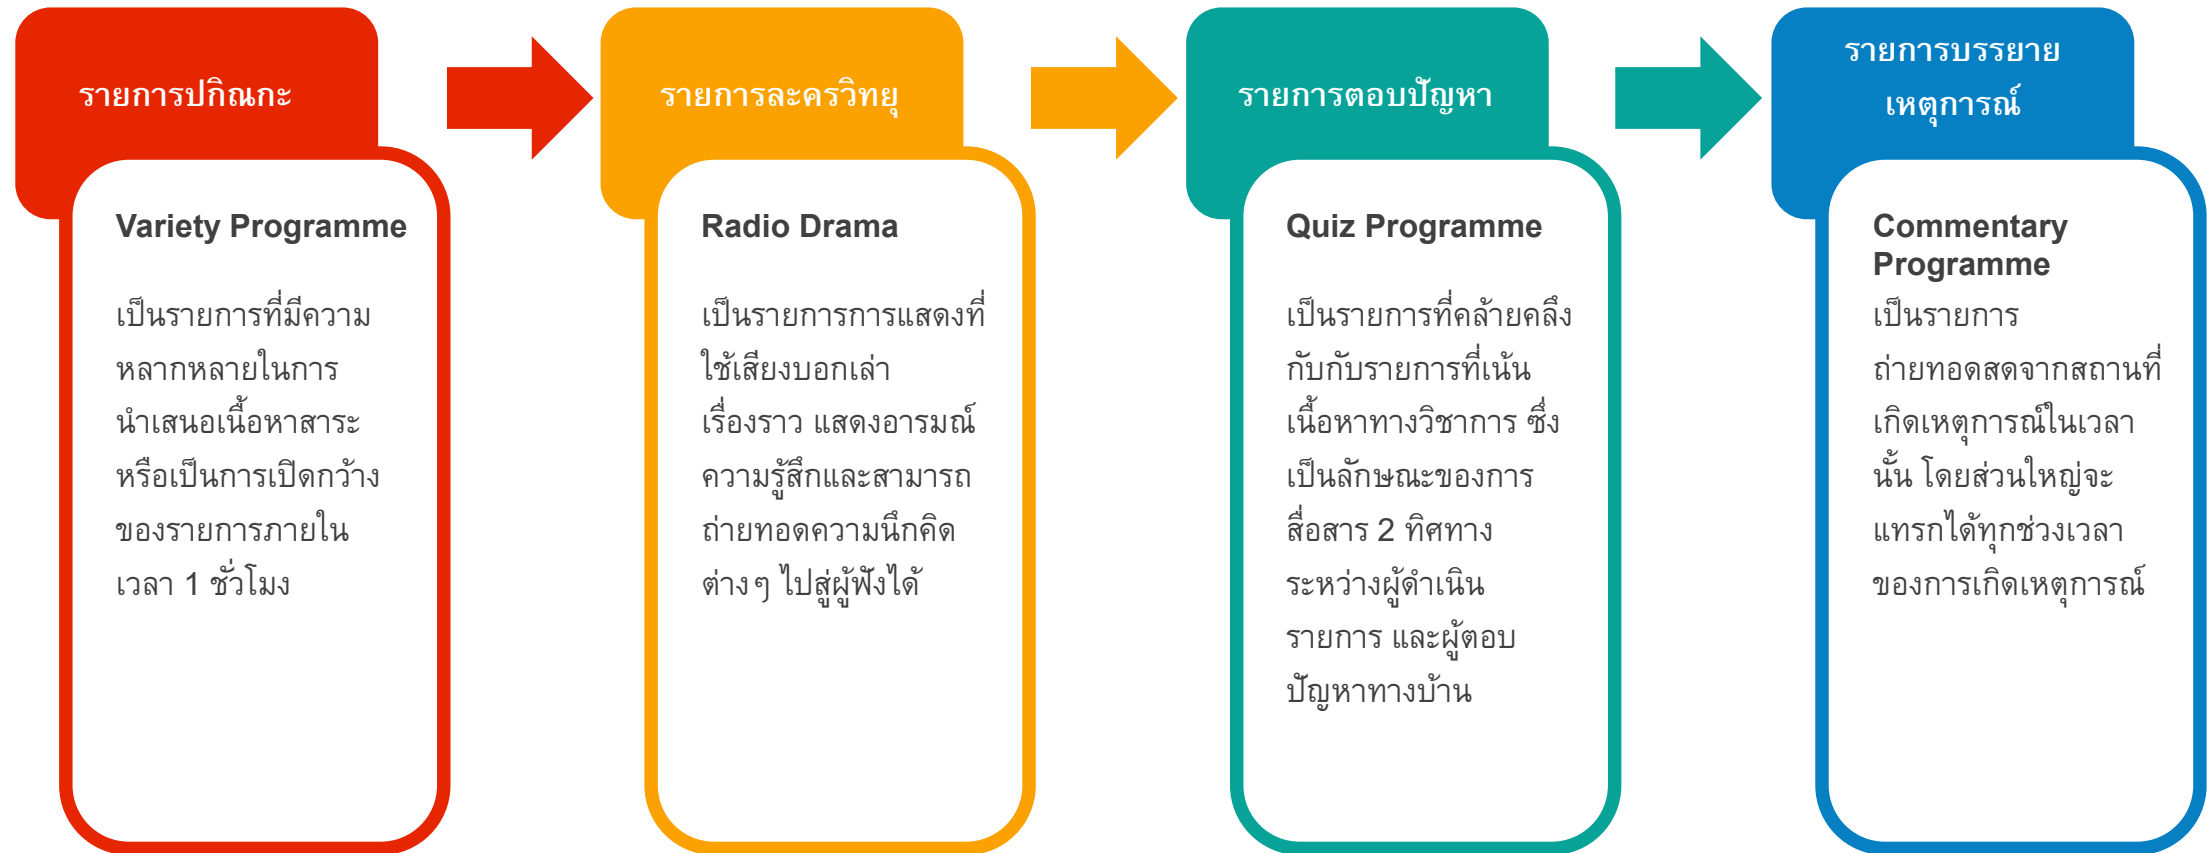 รายการปกิณกะ
Variety Programme
เป็นรายการที่มีความ
หลากหลายในการ
นำเสนอเนื้อหาสาระ
หรือเป็นการเปิดกว้าง
ของรายการภายใน
เวลา 1 ชั่วโมง
รายการละครวิทยุ
Radio Drama
เป็นรายการการแสดงที่
ใช้เสียงบอกเล่า
เรื่องราว แสดงอารมณ์
ความรู้สึกและสามารถ
ถ่ายทอดความนึกคิด
ต่างๆ ไปสู่ผู้ฟังได้
รายการตอบปัญหา
Quiz Programme
เป็นรายการที่คล้ายคลึง
กับกับรายการที่เน้น
เนื้อหาทางวิชาการ ซึ่ง
เป็นลักษณะของการ
สื่อสาร 2 ทิศทาง
ระหว่างผู้ดำเนิน
รายการ และผู้ตอบ
ปัญหาทางบ้าน
รายการบรรยาย
เหตุการณ์
Commentary
Programme
เป็นรายการ
ถ่ายทอดสดจากสถานที่
เกิดเหตุการณ์ในเวลา
นั้น โดยส่วนใหญ่จะ
แทรกได้ทุกช่วงเวลา
ของการเกิดเหตุการณ์